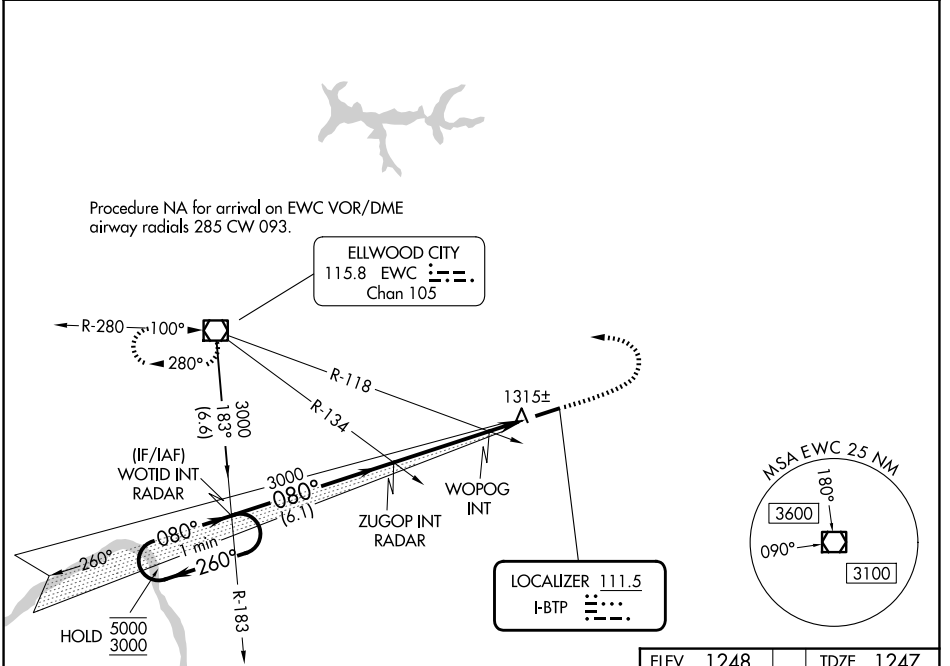 Procedure NA for arrival on EWC VOR/DME
airway radials 285 CW 093.
ELLWOOD CITY
115.8 EWC
Chan 105
R-280
100°
280°
R-118
R-134
1315±
3000
183°
(6.6)
(IF/IAF)
WOTID INT
RADAR
3000
080°
(6.1)
WOPOG
INT
ZUGOP INT
RADAR
080°
1 min
260°
260°
R-183
HOLD 5000
3000
LOCALIZER 111.5
I-BTP
MSA EWC 25 NM
180°
3600
090°
3100
ELEV 1248
TDZE 1247